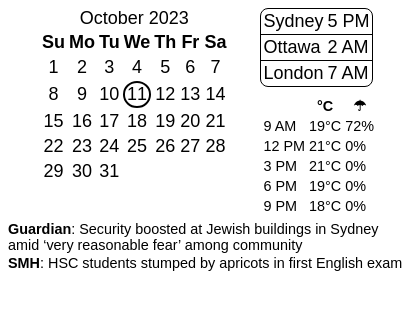 October 2023
Su Mo Tu We Th Fr Sa
1 2 3 4 5 6 7
8 9 10 11 12 13 14
15 16 17 18 19 20 21
22 23 24 25 26 27 28
29 30 31
Sydney 5 PM
Ottawa 2 AM
London 7 AM
°C ☂
9 AM 19°C 72%
12 PM 21°C 0%
3 PM 21°C 0%
6 PM 19°C 0%
9 PM 18°C 0%
Guardian: Security boosted at Jewish buildings in Sydney
amid ‘very reasonable fear’ among community
SMH: HSC students stumped by apricots in first English exam